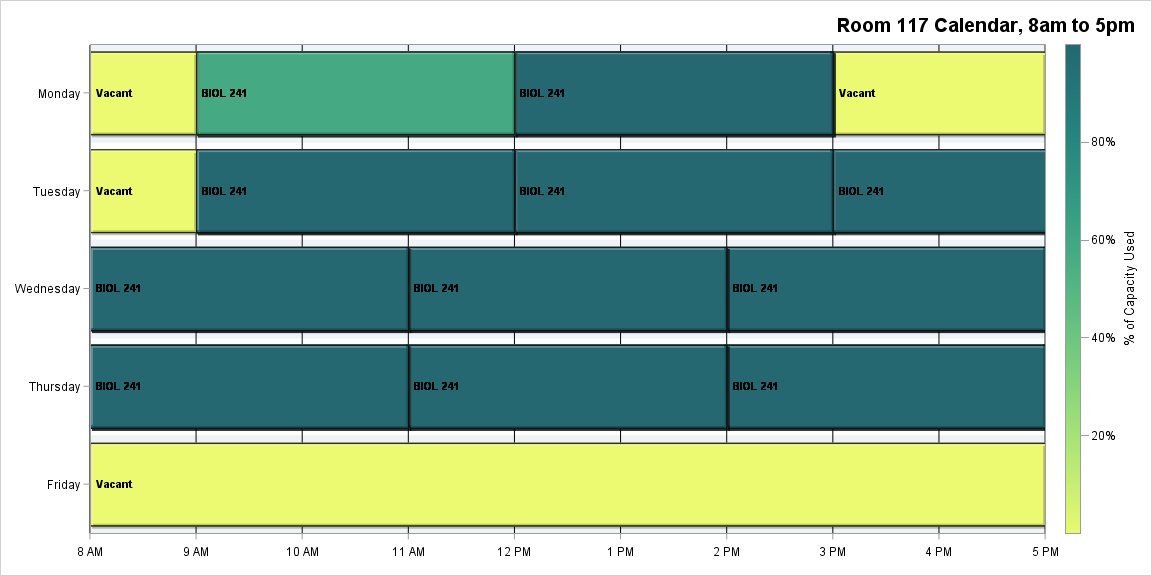 Room 117 Calendar, 8am to 5pm
Monday
Vacant
BIOL 241
BIOL 241
Vacant
Tuesday
Vacant
BIOL 241
BIOL 241
BIOL 241
Wednesday
BIOL 241
BIOL 241
BIOL 241
Thursday
BIOL 241
BIOL 241
BIOL 241
Friday
Vacant
8 AM
9 AM
10 AM
11 AM
12 PM
1 PM
2 PM
3 PM
4 PM
5 PM
80%
60%
40%
20%
% of Capacity Used